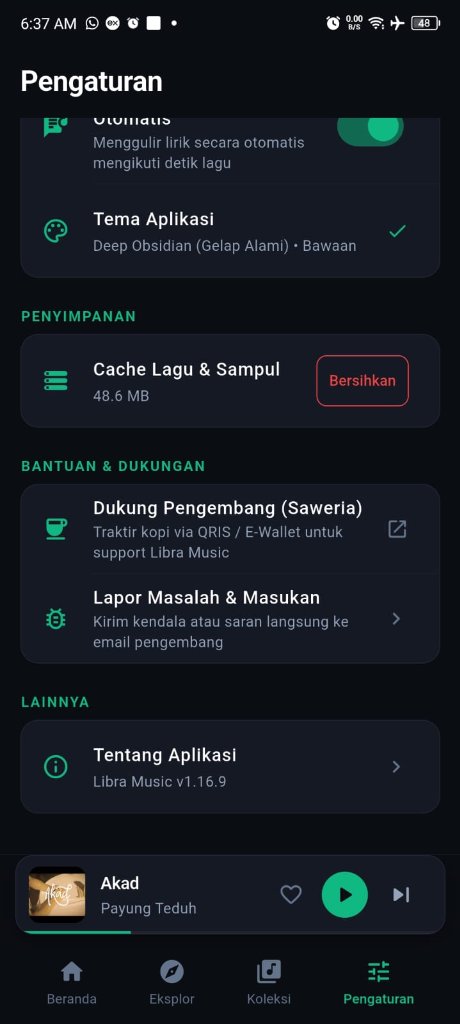 6:37 AM
0.00
B/S
48
Pengaturan
Otomatis
Menggulir lirik secara otomatis
mengikuti detik lagu
Tema Aplikasi
Deep Obsidian (Gelap Alami) • Bawaan
PENYIMPANAN
Cache Lagu & Sampul
48.6 MB
Bersihkan
BANTUAN & DUKUNGAN
Dukung Pengembang (Saweria)
Traktir kopi via QRIS / E-Wallet untuk
support Libra Music
Lapor Masalah & Masukan
Kirim kendala atau saran langsung ke
email pengembang
LAINNYA
Tentang Aplikasi
Libra Music v1.16.9
Akad
Akad
Payung Teduh
Beranda
Eksplor
Koleksi
Pengaturan